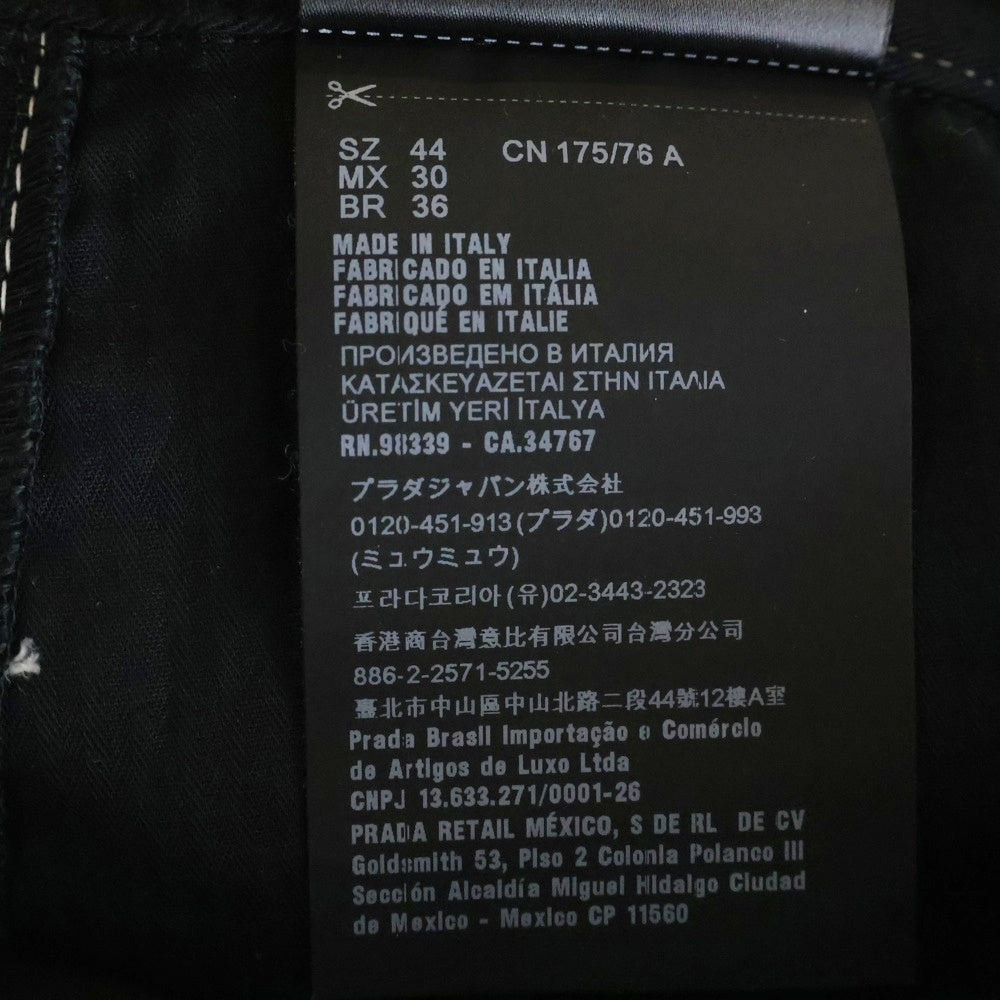 SZ 44 CN 175/76 A
MX 30
BR 36
MADE IN ITALY
FABRICADO EN ITALIA
FABRICADO EM ITÁLIA
FABRIQUÉ EN ITALIE
ПРОИЗВЕДЕНО В ИТАЛИЯ
ΚΑΤΑΣΚΕΥΑΖΕΤΑΙ ΣΤΗΝ ΙΤΑΛΙΑ
ÜRETİM YERİ İTALYA
RN.98339 - CA.34767
プラダジャパン株式会社
0120-451-913(プラダ)0120-451-993
(ミュウミュウ)
프라다코리아(유)02-3443-2323
香港商台灣意比有限公司台灣分公司
886-2-2571-5255
臺北市中山區中山北路二段44號12樓A室
Prada Brasil Importação e Comércio
de Artigos de Luxo Ltda
CNPJ 13.633.271/0001-26
PRADA RETAIL MÉXICO, S DE RL DE CV
Goldsmith 53, Piso 2 Colonia Polanco III
Sección Alcaldía Miguel Hidalgo Ciudad
de Mexico - Mexico CP 11560